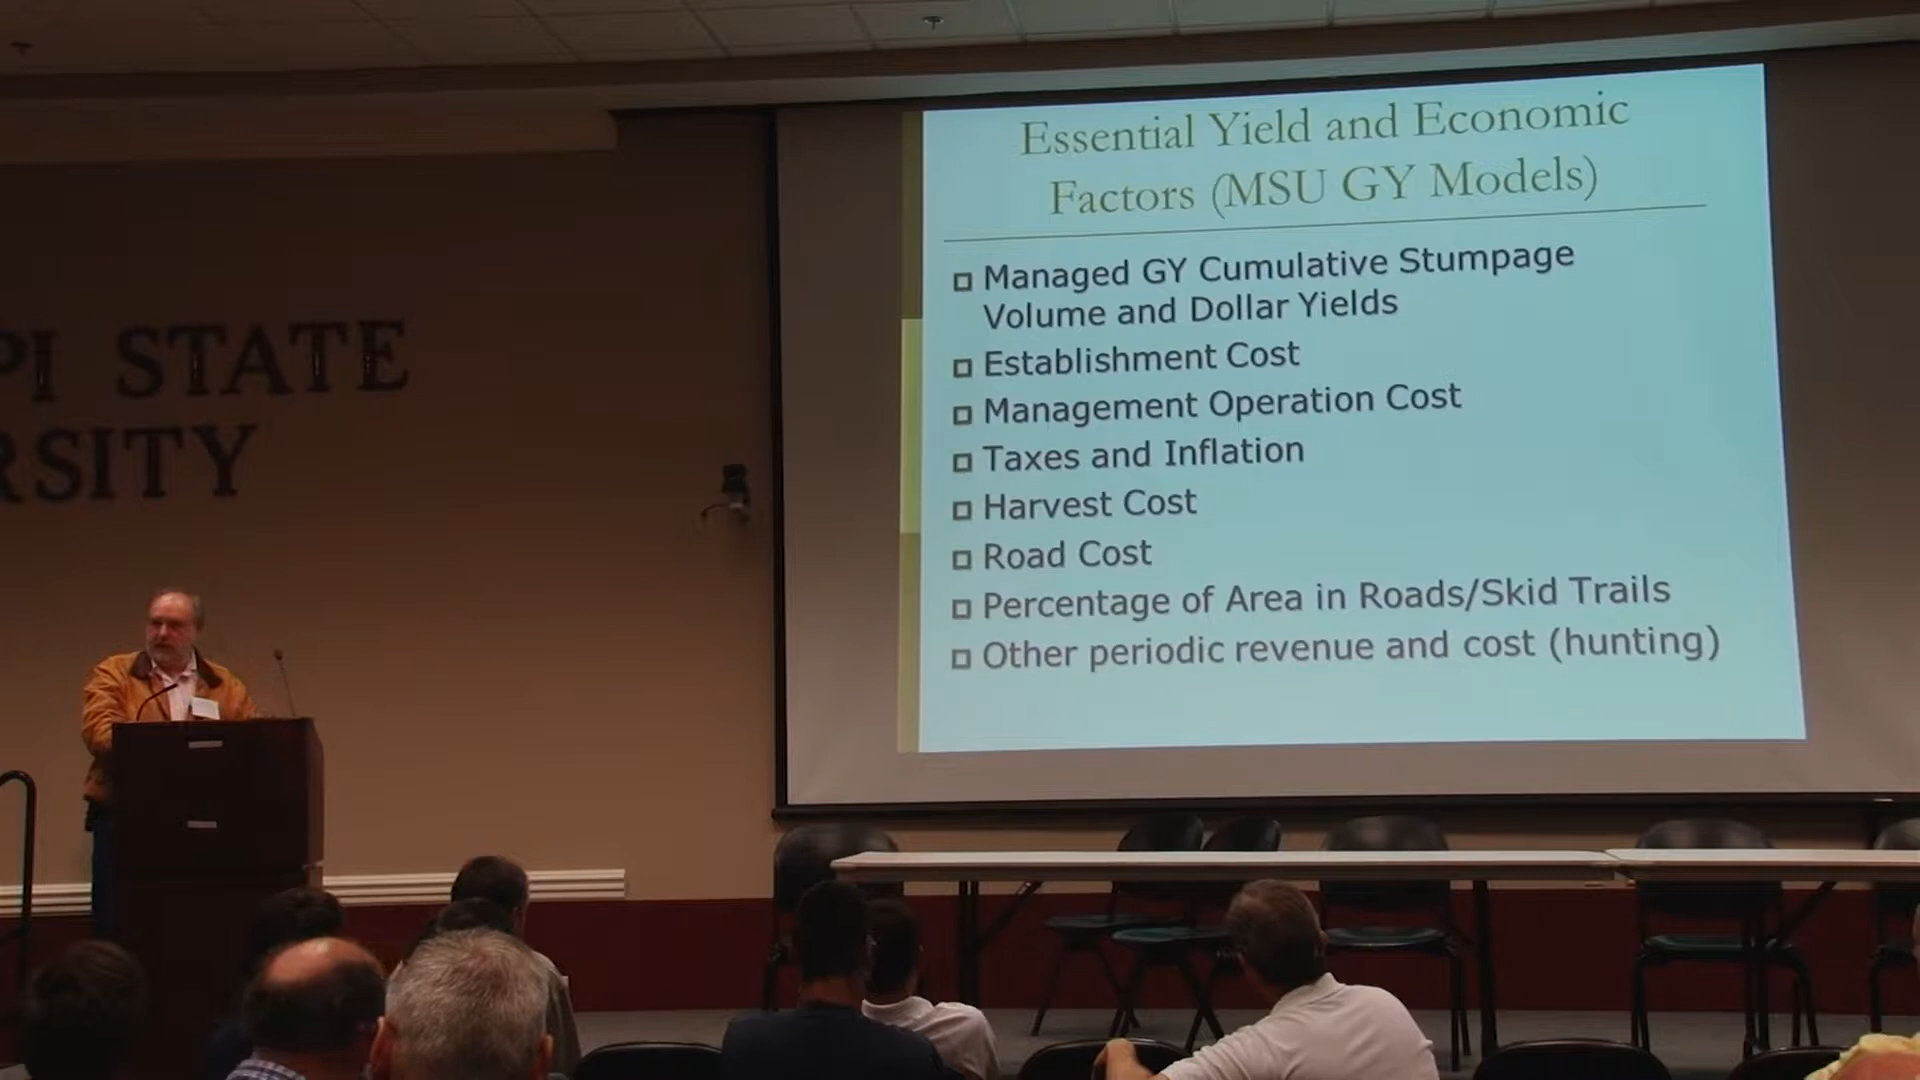 PI STATE
RSITY
Essential Yield and Economic
Factors (MSU GY Models)
Managed GY Cumulative Stumpage
Volume and Dollar Yields
Establishment Cost
Management Operation Cost
Taxes and Inflation
Harvest Cost
Road Cost
Percentage of Area in Roads/Skid Trails
Other periodic revenue and cost (hunting)